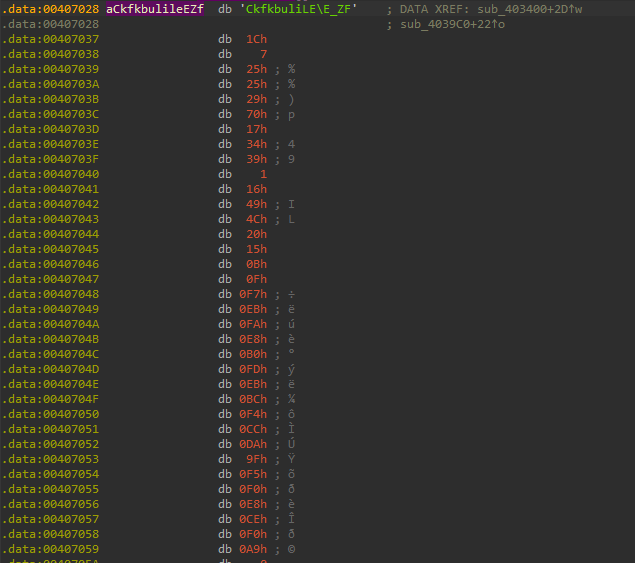 .data:00407028 aCkfkbulileEZf db 'CkfkbuliLE\E_ZF' ; DATA XREF: sub_403400+2D↑w
.data:00407028 ; sub_4039C0+22↑o
.data:00407037 db 1Ch
.data:00407038 db 7
.data:00407039 db 25h ; %
.data:0040703A db 25h ; %
.data:0040703B db 29h ; )
.data:0040703C db 70h ; p
.data:0040703D db 17h
.data:0040703E db 34h ; 4
.data:0040703F db 39h ; 9
.data:00407040 db 1
.data:00407041 db 16h
.data:00407042 db 49h ; I
.data:00407043 db 4Ch ; L
.data:00407044 db 20h
.data:00407045 db 15h
.data:00407046 db 0Bh
.data:00407047 db 0Fh
.data:00407048 db 0F7h ; ÷
.data:00407049 db 0EBh ; ë
.data:0040704A db 0FAh ; ú
.data:0040704B db 0E8h ; è
.data:0040704C db 0B0h ; °
.data:0040704D db 0FDh ; ý
.data:0040704E db 0EBh ; ë
.data:0040704F db 0BCh ; ¼
.data:00407050 db 0F4h ; ô
.data:00407051 db 0CCh ; Ì
.data:00407052 db 0DAh ; Ú
.data:00407053 db 9Fh ; Ÿ
.data:00407054 db 0F5h ; õ
.data:00407055 db 0F0h ; ð
.data:00407056 db 0E8h ; è
.data:00407057 db 0CEh ; Î
.data:00407058 db 0F0h ; ð
.data:00407059 db 0A9h ; ©